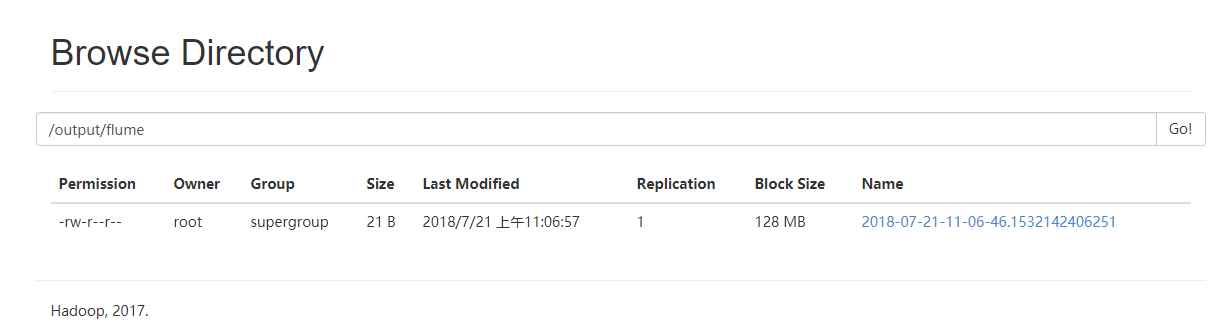 Browse Directory
/output/flume Go!
Permission Owner Group Size Last Modified Replication Block Size Name
-rw-r--r-- root supergroup 21 B 2018/7/21 上午11:06:57 1 128 MB 2018-07-21-11-06-46.1532142406251
Hadoop, 2017.